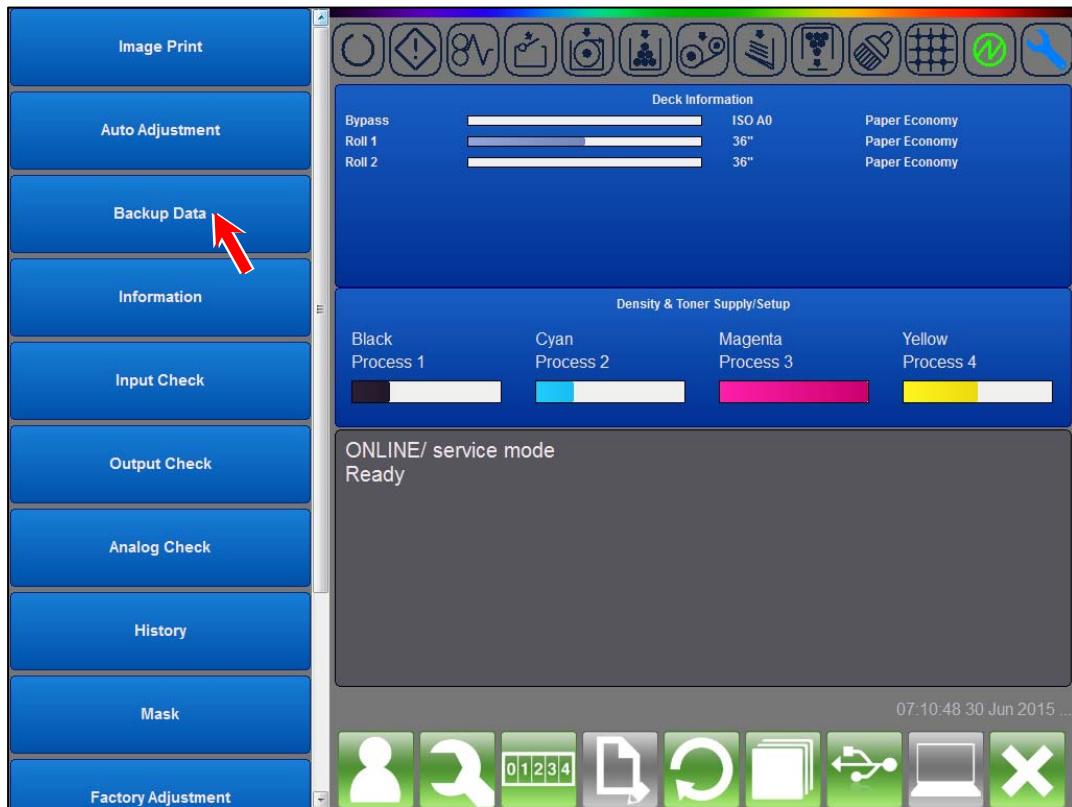 Image Print
Auto Adjustment
Backup Data
Information
Input Check
Output Check
Analog Check
History
Mask
Factory Adjustment
Deck Information
Bypass ISO A0 Paper Economy
Roll 1 36" Paper Economy
Roll 2 36" Paper Economy
Density & Toner Supply/Setup
Black Cyan Magenta Yellow
Process 1 Process 2 Process 3 Process 4
ONLINE/ service mode
Ready
07:10:48 30 Jun 2015 ...
01234